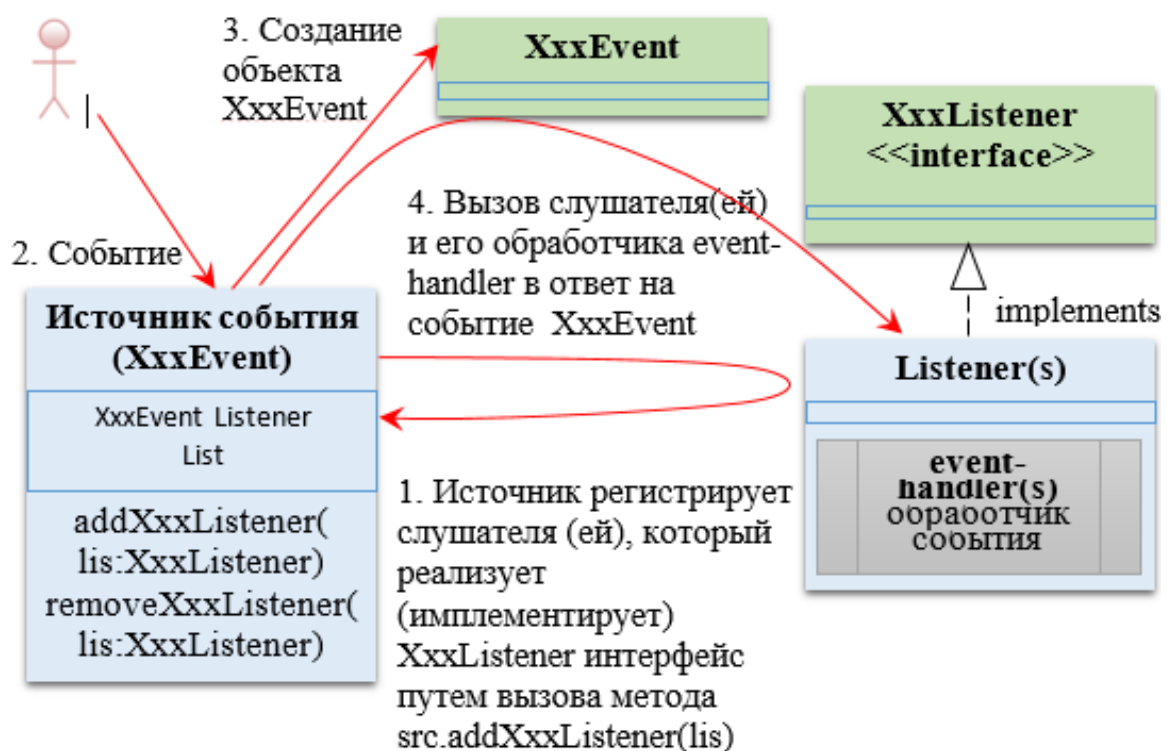 3. Создание
объекта
XxxEvent
XxxEvent
XxxListener
<<interface>>
4. Вызов слушателя(ей)
и его обработчика event-
handler в ответ на
событие XxxEvent
2. Событие
implements
Источник события
(XxxEvent)
XxxEvent Listener
List
addXxxListener(
lis:XxxListener)
removeXxxListener(
lis:XxxListener)
Listener(s)
event-
handler(s)
обработчик
события
1. Источник регистрирует
слушателя (ей), который
реализует
(имплементирует)
XxxListener интерфейс
путем вызова метода
src.addXxxListener(lis)